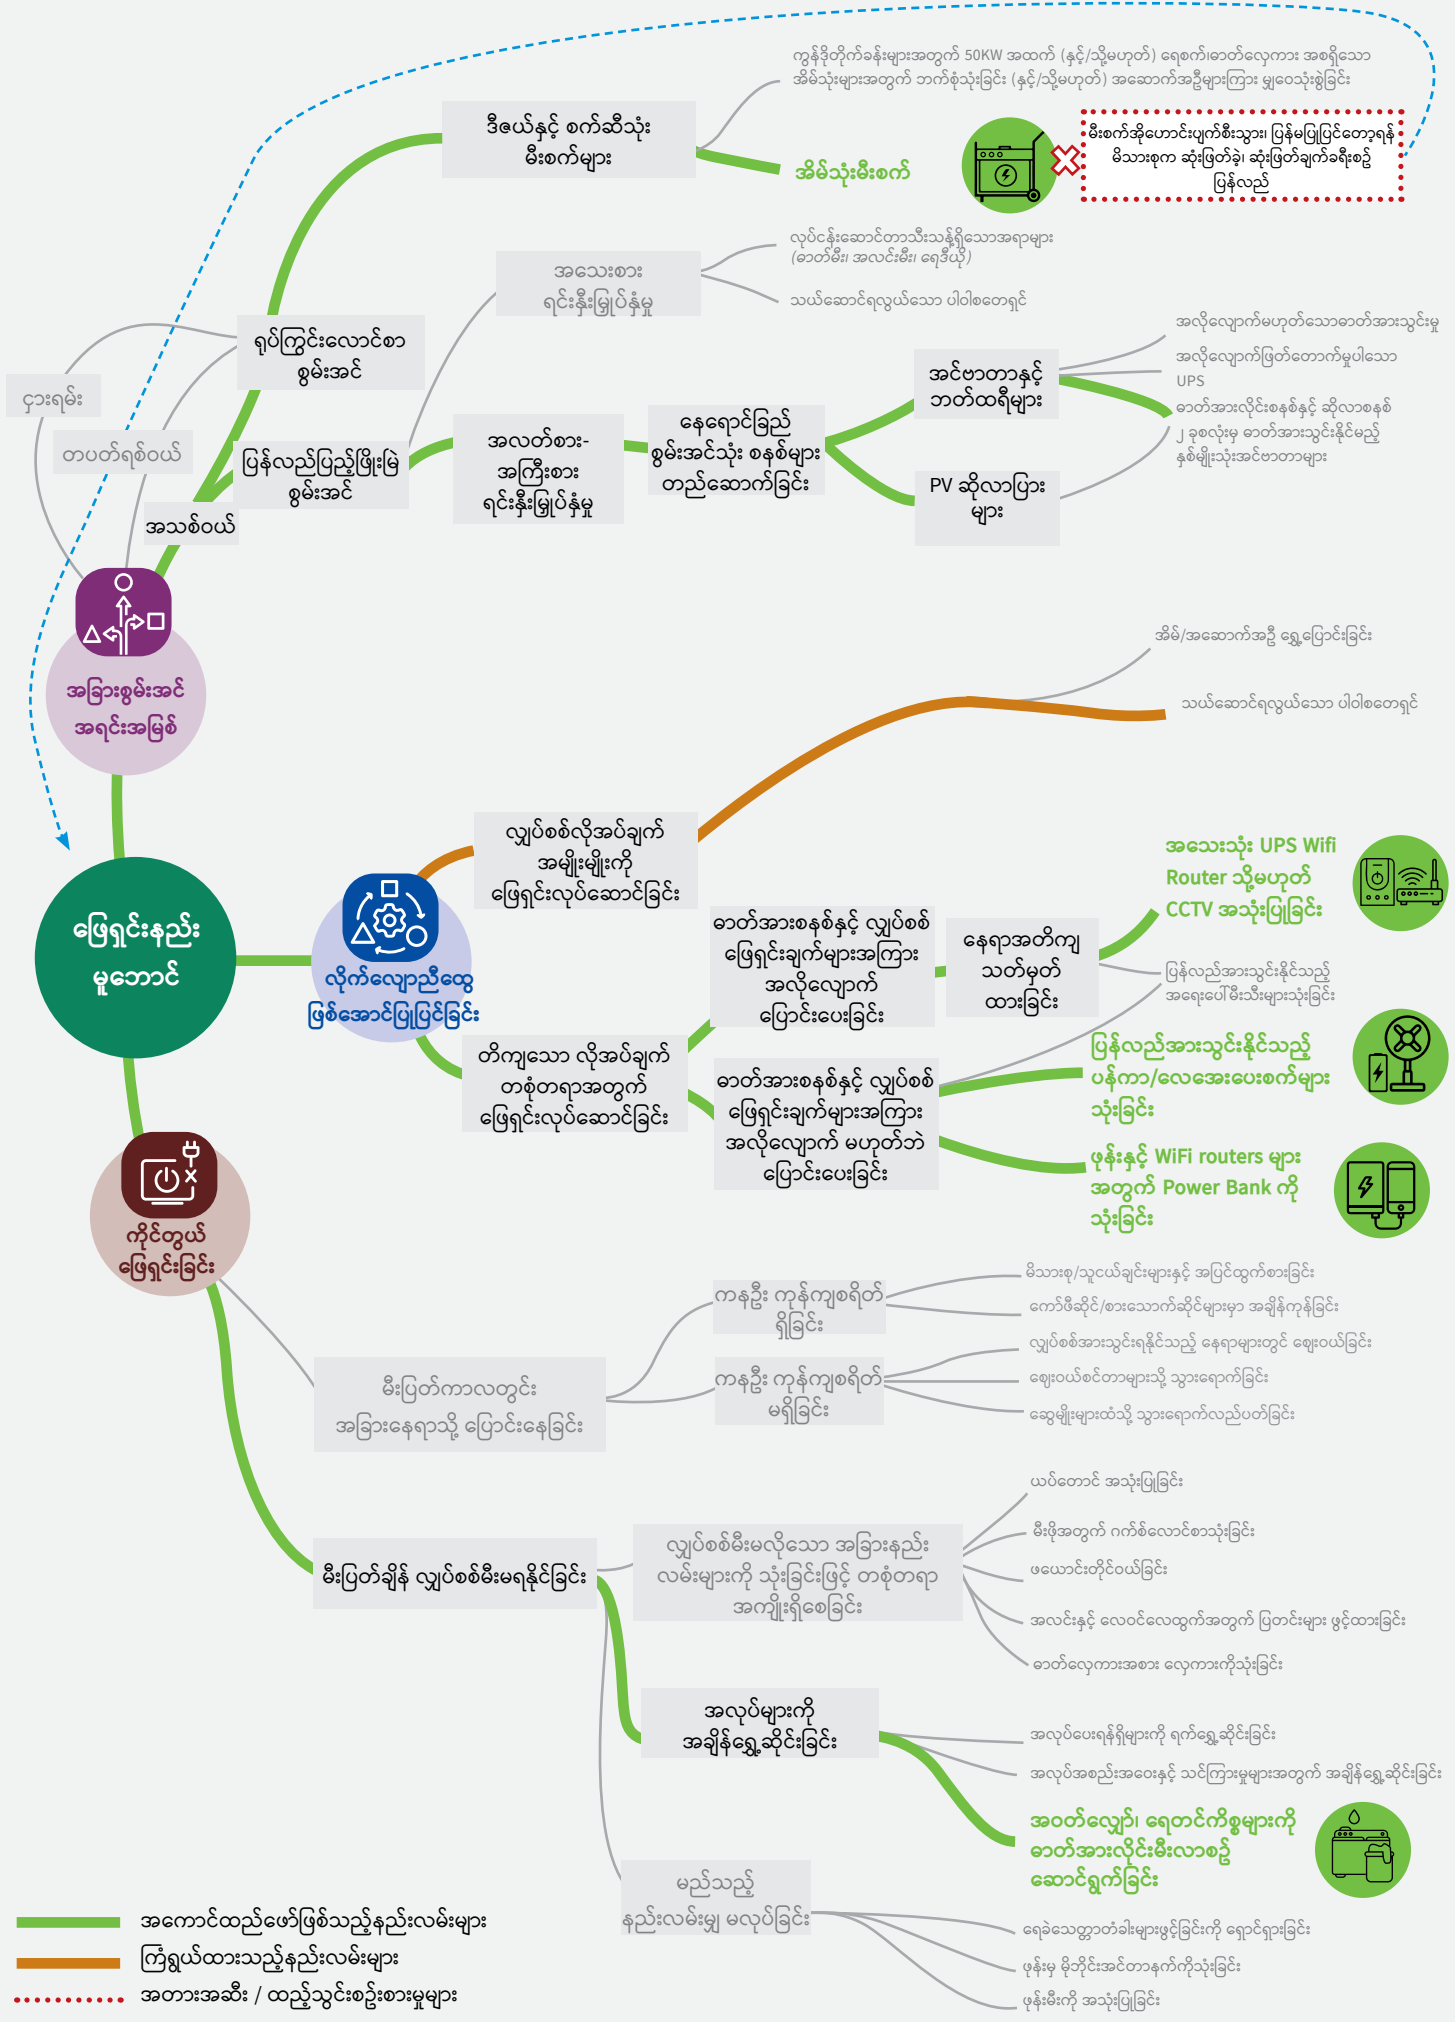 ကွန်ဒိုတိုက်ခန်းများအတွက် 50KW အထက် (နှင့်/သို့မဟုတ်) ရေစက်၊ဓာတ်လှေကား အစရှိသော
အိမ်သုံးများအတွက် ဘက်စုံသုံးခြင်း (နှင့်/သို့မဟုတ်) အဆောက်အဦများကြား မျှဝေသုံးစွဲခြင်း
ဒီဇယ်နှင့် စက်ဆီသုံး
မီးစက်များ
အိမ်သုံးမီးစက်
မီးစက်အိုဟောင်းပျက်စီးသွား၊ ပြန်မပြုပြင်တော့ရန်
မိသားစုက ဆုံးဖြတ်ခဲ့၊ ဆုံးဖြတ်ချက်ခရီးစဉ်
ပြန်လည်
လုပ်ငန်းဆောင်တာသီးသန့်ရှိသောအရာများ
(ဓာတ်မီး၊ အလင်းမီး၊ ရေဒီယို)
အသေးစား
ရင်းနှီးမြှုပ်နှံမှု
သယ်ဆောင်ရလွယ်သော ပါဝါစတေရှင်
ရုပ်ကြွင်းလောင်စာ
စွမ်းအင်
ငှားရမ်း
တပတ်ရစ်ဝယ်
ပြန်လည်ပြည့်ဖြိုးမြဲ
စွမ်းအင်
အသစ်ဝယ်
အလတ်စား-
အကြီးစား
ရင်းနှီးမြှုပ်နှံမှု
နေရောင်ခြည်
စွမ်းအင်သုံး စနစ်များ
တည်ဆောက်ခြင်း
အင်ဗာတာနှင့်
ဘတ်ထရီများ
PV ဆိုလာပြား
များ
အလိုလျောက်မဟုတ်သောဓာတ်အားသွင်းမှု
အလိုလျောက်ဖြတ်တောက်မှုပါသော
UPS
ဓာတ်အားလိုင်းစနစ်နှင့် ဆိုလာစနစ်
၂ ခုစလုံးမှ ဓာတ်အားသွင်းနိုင်မည့်
နှစ်မျိုးသုံးအင်ဗာတာများ
အခြားစွမ်းအင်
အရင်းအမြစ်
အိမ်/အဆောက်အဦ ရွှေ့ပြောင်းခြင်း
သယ်ဆောင်ရလွယ်သော ပါဝါစတေရှင်
လျှပ်စစ်လိုအပ်ချက်
အမျိုးမျိုးကို
ဖြေရှင်းလုပ်ဆောင်ခြင်း
ဖြေရှင်းနည်း
မူဘောင်
လိုက်လျောညီထွေ
ဖြစ်အောင်ပြုပြင်ခြင်း
တိကျသော လိုအပ်ချက်
တစုံတရာအတွက်
ဖြေရှင်းလုပ်ဆောင်ခြင်း
ဓာတ်အားစနစ်နှင့် လျှပ်စစ်
ဖြေရှင်းချက်များအကြား
အလိုလျောက်
ပြောင်းပေးခြင်း
နေရာအတိကျ
သတ်မှတ်
ထားခြင်း
အသေးသုံး UPS Wifi
Router သို့မဟုတ်
CCTV အသုံးပြုခြင်း
ပြန်လည်အားသွင်းနိုင်သည့်
အရေးပေါ်မီးသီးများသုံးခြင်း
ဓာတ်အားစနစ်နှင့် လျှပ်စစ်
ဖြေရှင်းချက်များအကြား
အလိုလျောက် မဟုတ်ဘဲ
ပြောင်းပေးခြင်း
ပြန်လည်အားသွင်းနိုင်သည့်
ပန်ကာ/လေအေးပေးစက်များ
သုံးခြင်း
ဖုန်းနှင့် WiFi routers များ
အတွက် Power Bank ကို
သုံးခြင်း
ကိုင်တွယ်
ဖြေရှင်းခြင်း
မီးပြတ်ကာလတွင်း
အခြားနေရာသို့ ပြောင်းနေခြင်း
ကနဦး ကုန်ကျစရိတ်
ရှိခြင်း
ကနဦး ကုန်ကျစရိတ်
မရှိခြင်း
မိသားစု/သူငယ်ချင်းများနှင့် အပြင်ထွက်စားခြင်း
ကော်ဖီဆိုင်/စားသောက်ဆိုင်များမှာ အချိန်ကုန်ခြင်း
လျှပ်စစ်အားသွင်းရနိုင်သည့် နေရာများတွင် ဈေးဝယ်ခြင်း
ဈေးဝယ်စင်တာများသို့ သွားရောက်ခြင်း
ဆွေမျိုးများထံသို့ သွားရောက်လည်ပတ်ခြင်း
မီးပြတ်ချိန် လျှပ်စစ်မီးမရနိုင်ခြင်း
လျှပ်စစ်မီးမလိုသော အခြားနည်း
လမ်းများကို သုံးခြင်းဖြင့် တစုံတရာ
အကျိုးရှိစေခြင်း
ယပ်တောင် အသုံးပြုခြင်း
မီးဖိုအတွက် ဂက်စ်လောင်စာသုံးခြင်း
ဖယောင်းတိုင်ဝယ်ခြင်း
အလင်းနှင့် လေဝင်လေထွက်အတွက် ပြတင်းများ ဖွင့်ထားခြင်း
ဓာတ်လှေကားအစား လှေကားကိုသုံးခြင်း
အလုပ်များကို
အချိန်ရွှေ့ဆိုင်းခြင်း
အလုပ်ပေးရန်ရှိများကို ရက်ရွှေ့ဆိုင်းခြင်း
အလုပ်အစည်းအဝေးနှင့် သင်ကြားမှုများအတွက် အချိန်ရွှေ့ဆိုင်းခြင်း
အဝတ်လျှော်၊ ရေတင်ကိစ္စများကို
ဓာတ်အားလိုင်းမီးလာစဉ်
ဆောင်ရွက်ခြင်း
မည်သည့်
နည်းလမ်းမျှ မလုပ်ခြင်း
ရေခဲသေတ္တာတံခါးများဖွင့်ခြင်းကို ရှောင်ရှားခြင်း
ဖုန်းမှ မိုဘိုင်းအင်တာနက်ကိုသုံးခြင်း
ဖုန်းမီးကို အသုံးပြုခြင်း
အကောင်ထည်ဖော်ဖြစ်သည့်နည်းလမ်းများ
ကြံရွယ်ထားသည့်နည်းလမ်းများ
အတားအဆီး / ထည့်သွင်းစဉ်းစားမှုများ